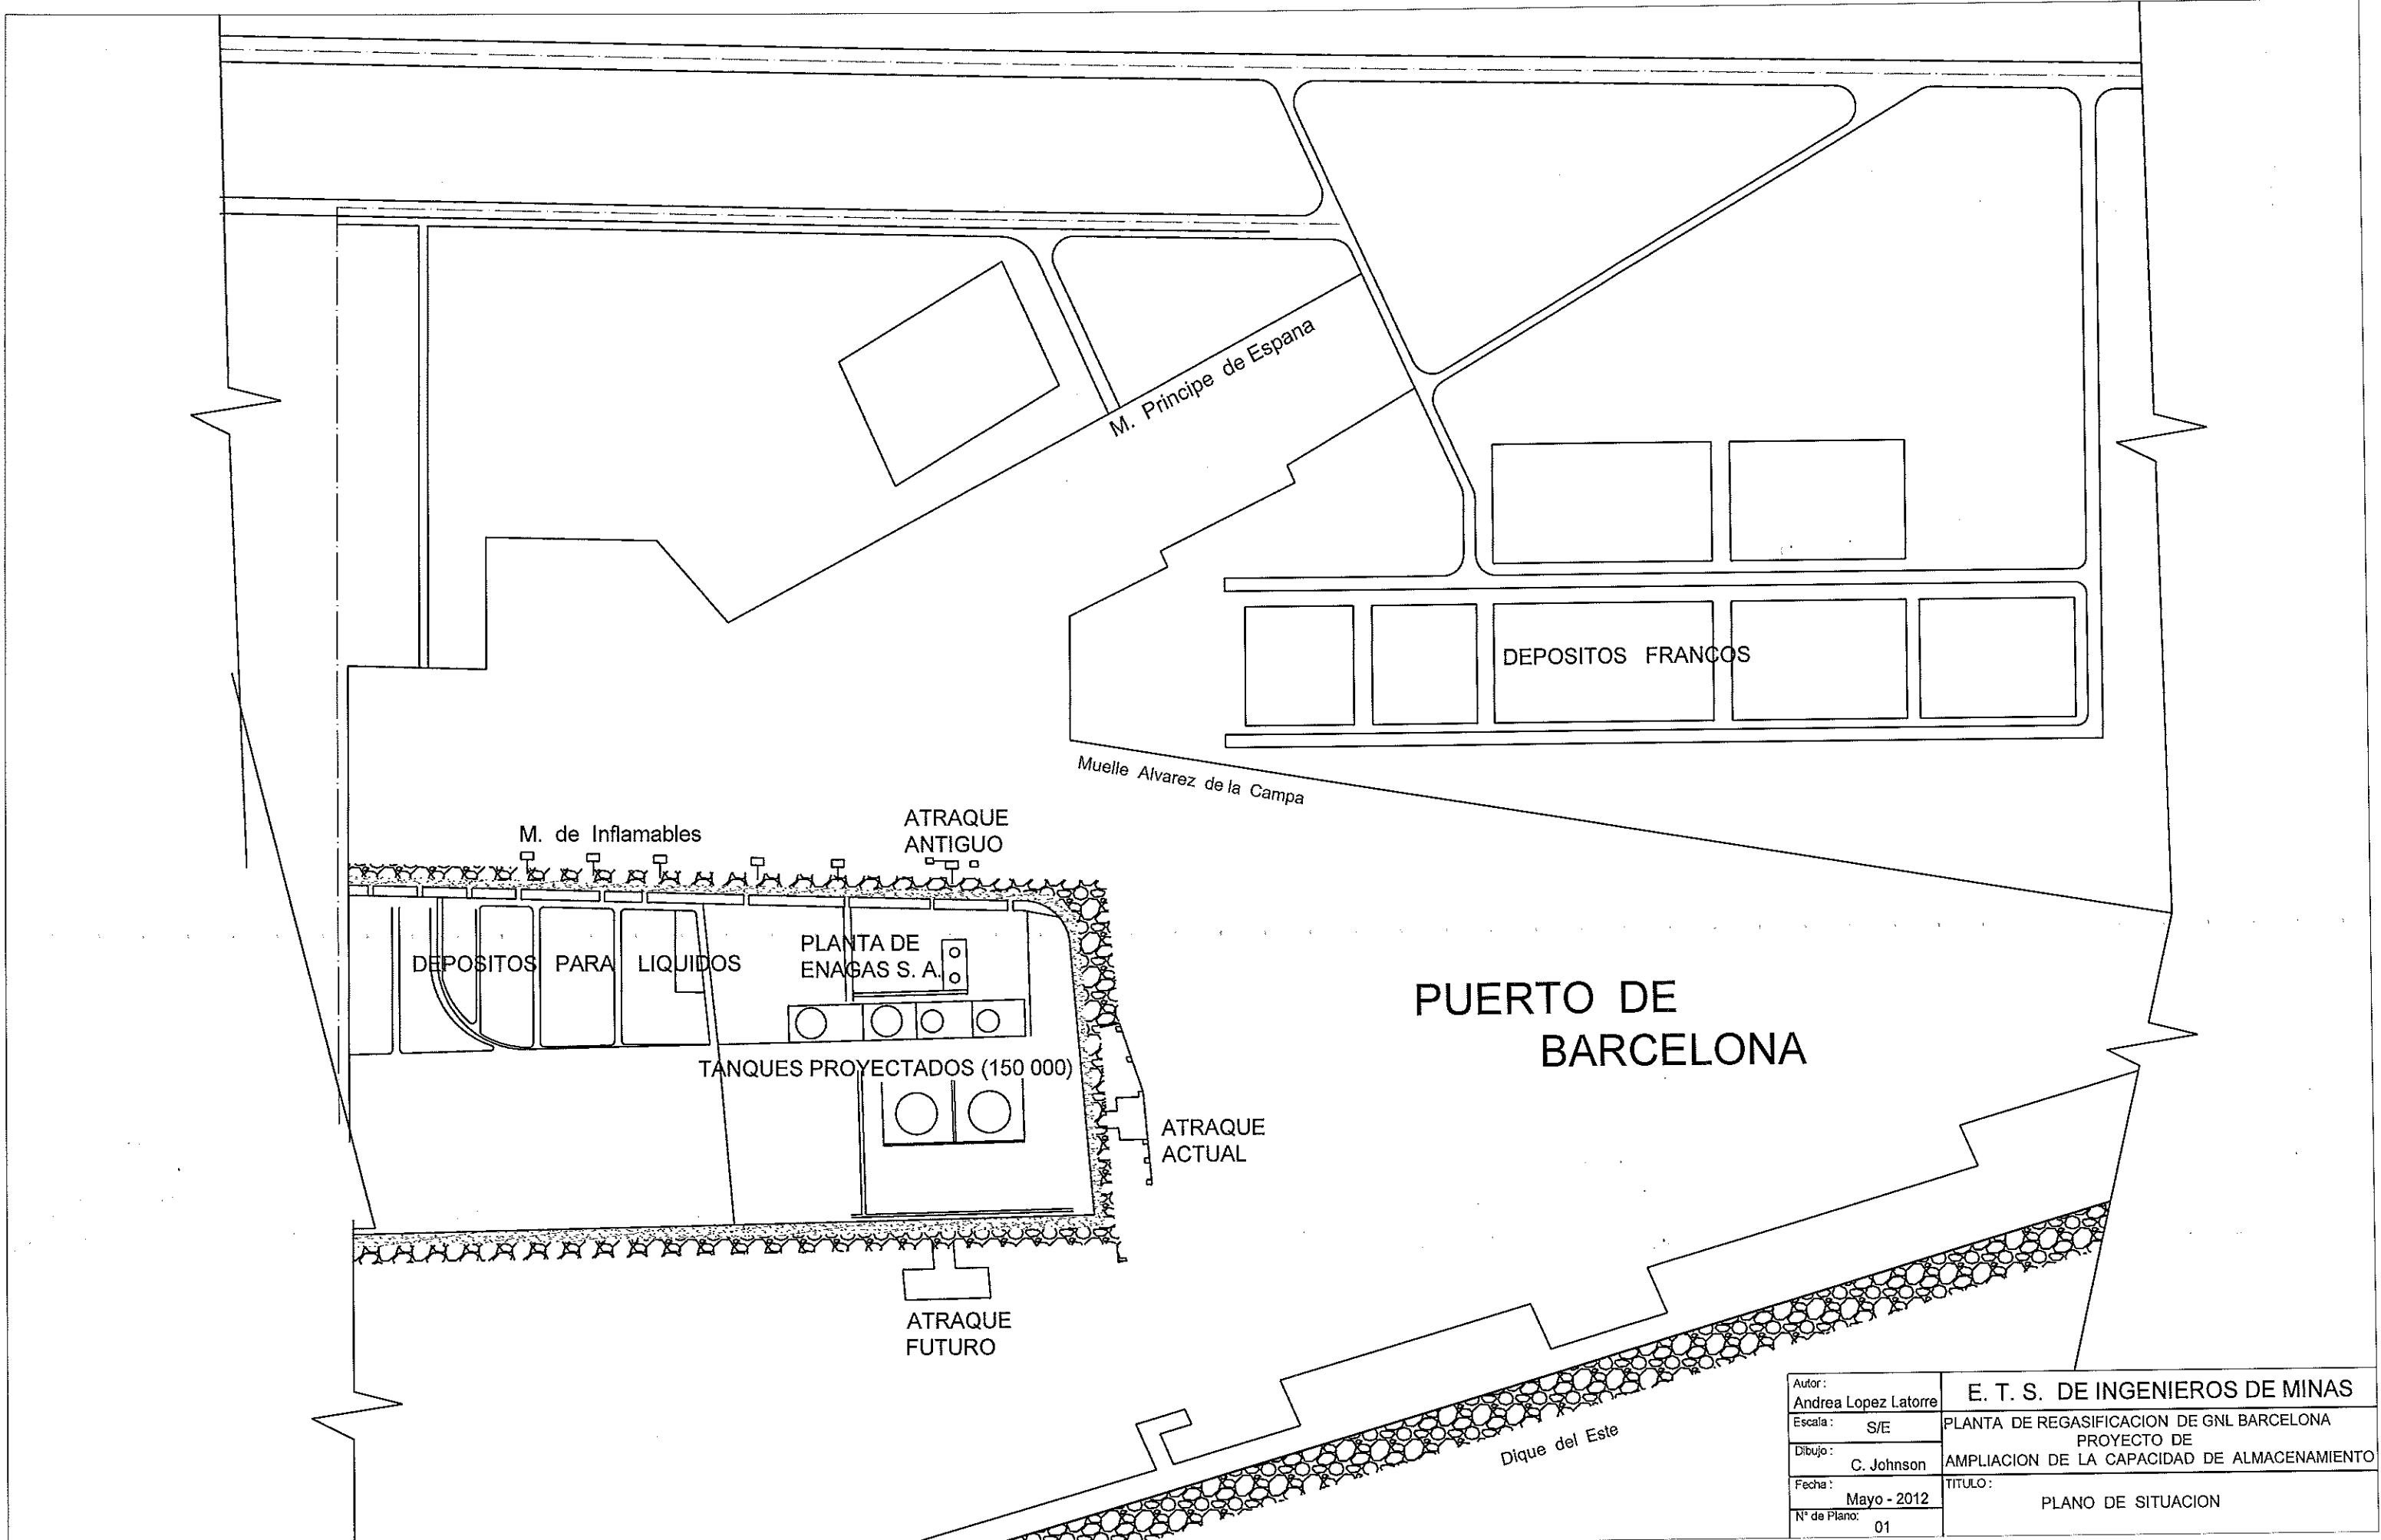 M. Principe de Espana
DEPOSITOS FRANCOS
Muelle Alvarez de la Campa
M. de Inflamables
ATRAQUE
ANTIGUO
DEPOSITOS PARA LIQUIDOS
PLANTA DE
ENAGAS S. A.
TANQUES PROYECTADOS (150 000)
PUERTO DE
BARCELONA
ATRAQUE
ACTUAL
ATRAQUE
FUTURO
Dique del Este
Autor :
Andrea Lopez Latorre
Escala :
S/E
Dibujo :
C. Johnson
Fecha :
Mayo - 2012
N° de Plano:
01
E. T. S. DE INGENIEROS DE MINAS
PLANTA DE REGASIFICACION DE GNL BARCELONA
PROYECTO DE
AMPLIACION DE LA CAPACIDAD DE ALMACENAMIENTO
TITULO :
PLANO DE SITUACION